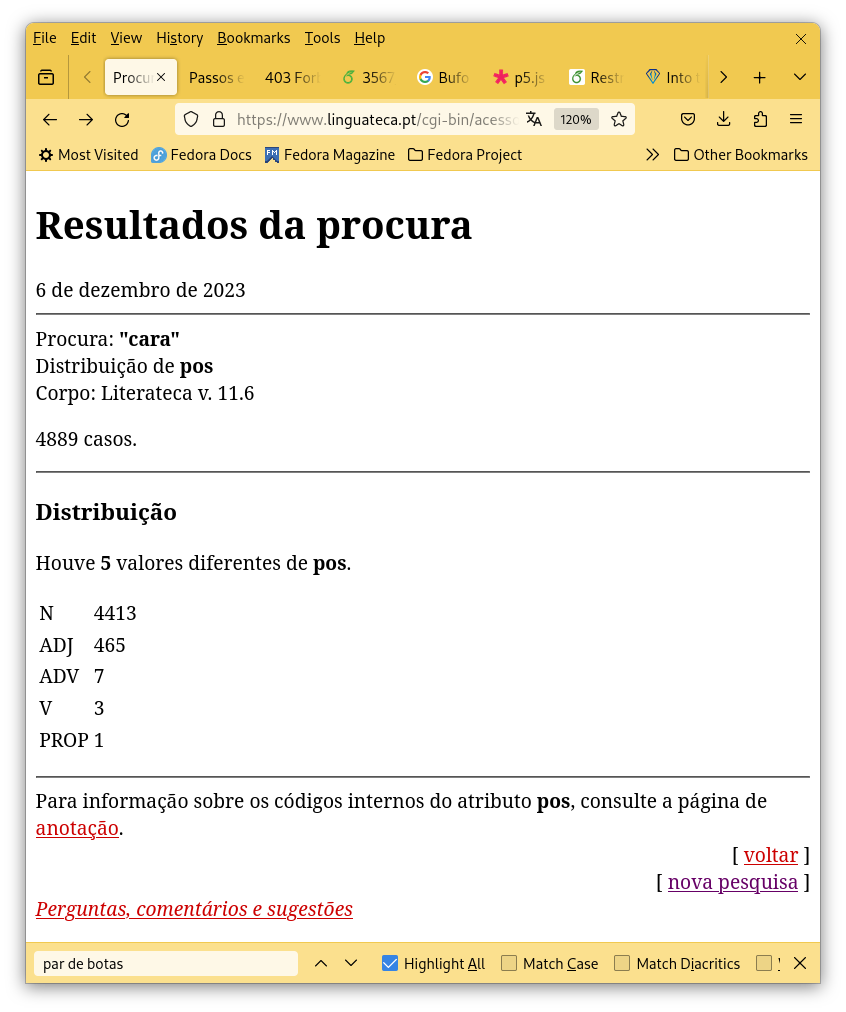 File Edit View History Bookmarks Tools Help
Procu Passos e 403 Forl 3567 Bufo p5.js Rest Into t
https://www.linguateca.pt/cgi-bin/acesso 120%
Most Visited Fedora Docs Fedora Magazine Fedora Project Other Bookmarks
Resultados da procura
6 de dezembro de 2023
Procura: "cara"
Distribuição de pos
Corpo: Literateca v. 11.6
4889 casos.
Distribuição
Houve 5 valores diferentes de pos.
N 4413
ADJ 465
ADV 7
V 3
PROP 1
Para informação sobre os códigos internos do atributo pos, consulte a página de
anotação.
[ voltar ]
[ nova pesquisa ]
Perguntas, comentários e sugestões
par de botas Highlight All Match Case Match Diacritics